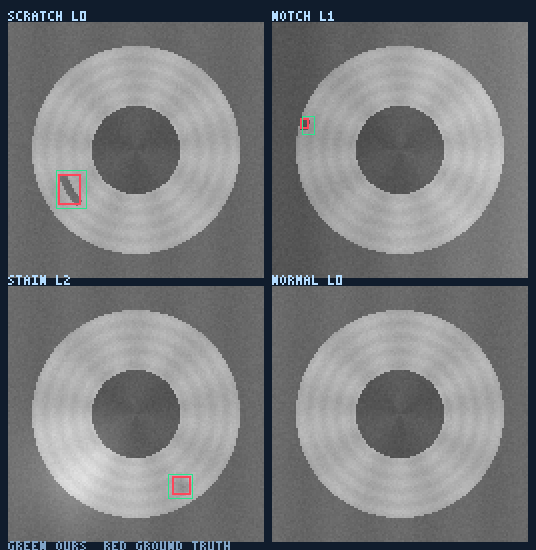 SCRATCH L0
NOTCH L1
STAIN L2
NORMAL L0
GREEN OURS  RED GROUND TRUTH